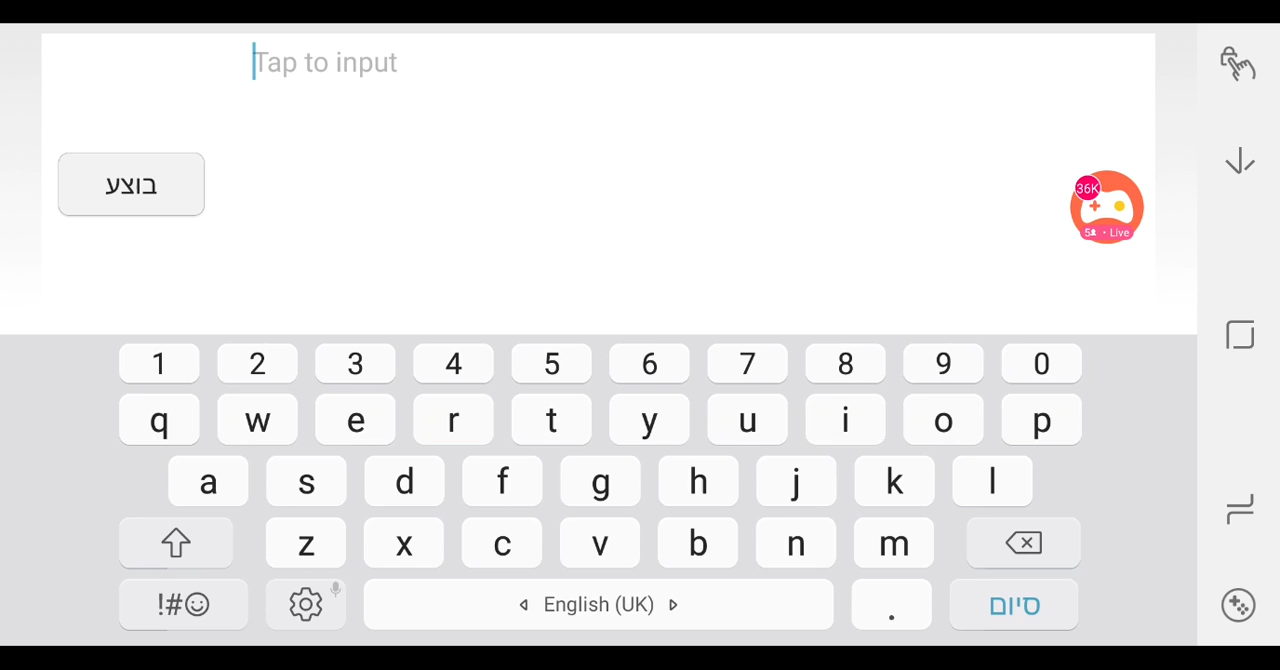 Tap to input
בוצע
36K
5 • Live
1 2 3 4 5 6 7 8 9 0
q w e r t y u i o p
a s d f g h j k l
z x c v b n m
!#☺ English (UK) . סיום